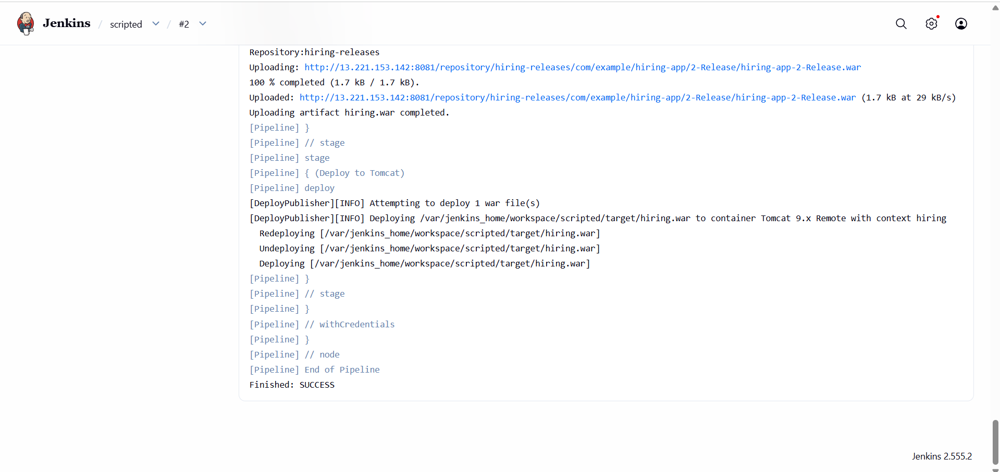 Jenkins / scripted / #2
Repository:hiring-releases
Uploading: http://13.221.153.142:8081/repository/hiring-releases/com/example/hiring-app/2-Release/hiring-app-2-Release.war
100 % completed (1.7 kB / 1.7 kB).
Uploaded: http://13.221.153.142:8081/repository/hiring-releases/com/example/hiring-app/2-Release/hiring-app-2-Release.war (1.7 kB at 29 kB/s)
Uploading artifact hiring.war completed.
[Pipeline] }
[Pipeline] // stage
[Pipeline] stage
[Pipeline] { (Deploy to Tomcat)
[Pipeline] deploy
[DeployPublisher][INFO] Attempting to deploy 1 war file(s)
[DeployPublisher][INFO] Deploying /var/jenkins_home/workspace/scripted/target/hiring.war to container Tomcat 9.x Remote with context hiring
  Redeploying [/var/jenkins_home/workspace/scripted/target/hiring.war]
  Undeploying [/var/jenkins_home/workspace/scripted/target/hiring.war]
  Deploying [/var/jenkins_home/workspace/scripted/target/hiring.war]
[Pipeline] }
[Pipeline] // stage
[Pipeline] }
[Pipeline] // withCredentials
[Pipeline] }
[Pipeline] // node
[Pipeline] End of Pipeline
Finished: SUCCESS
Jenkins 2.555.2